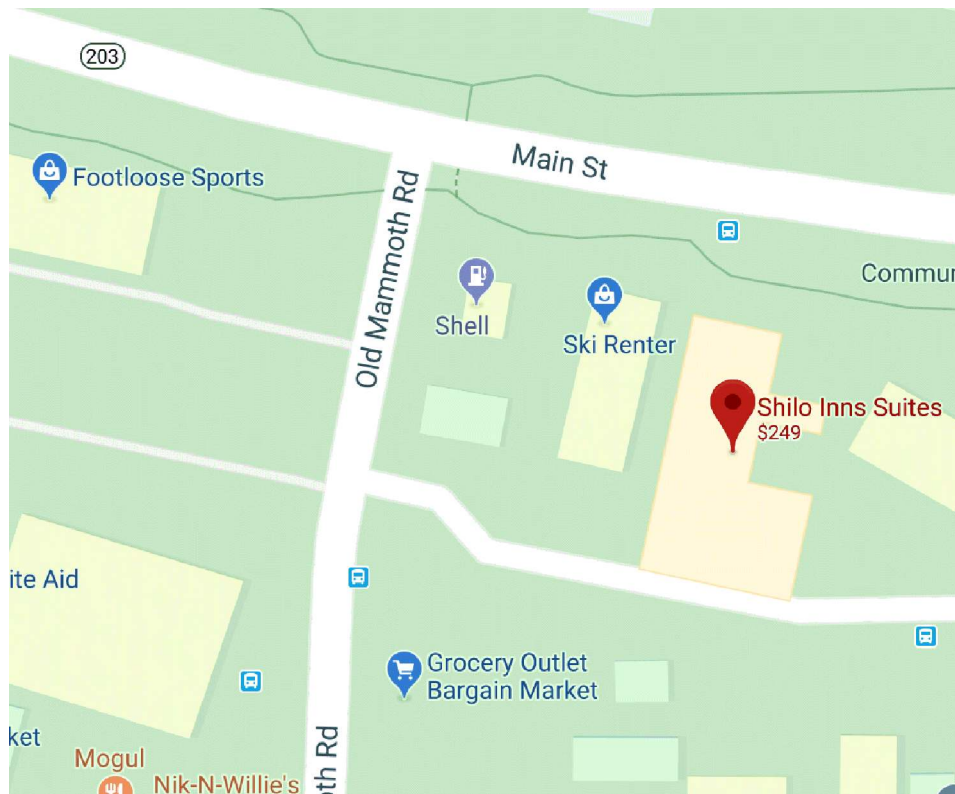 203
Main St
Footloose Sports
Old Mammoth Rd
Commun
Shell
Ski Renter
Shilo Inns Suites
$249
ite Aid
Grocery Outlet
Bargain Market
ket
oth Rd
Mogul
Nik-N-Willie's